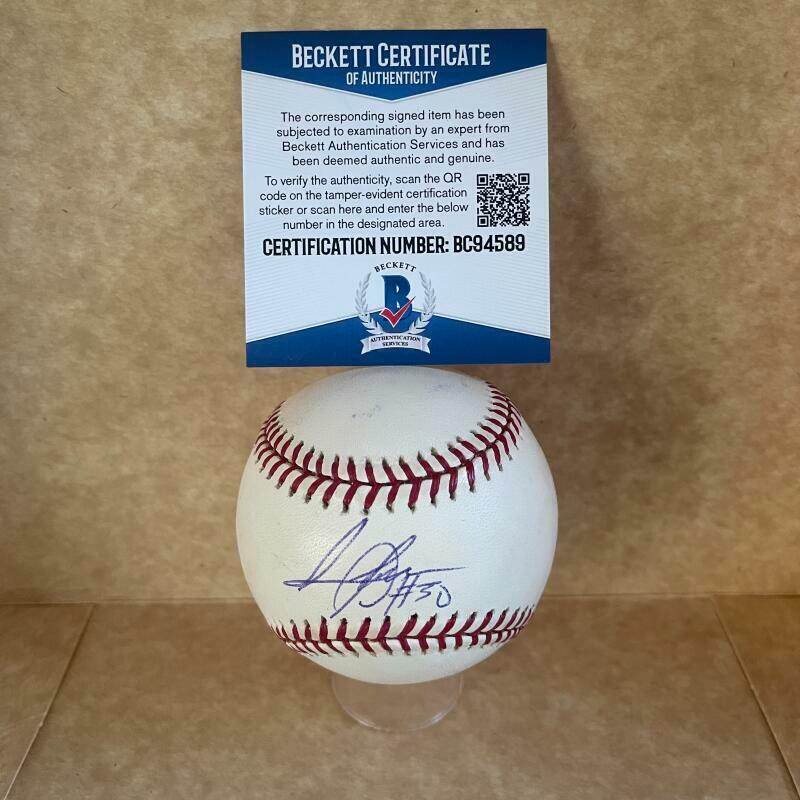 BECKETT CERTIFICATE
OF AUTHENTICITY
The corresponding signed item has been
subjected to examination by an expert from
Beckett Authentication Services and has
been deemed authentic and genuine.
To verify the authenticity, scan the QR
code on the tamper-evident certification
sticker or scan here and enter the below
number in the designated area.
CERTIFICATION NUMBER: BC94589
BECKETT
B
AUTHENTICATION
SERVICES
#50